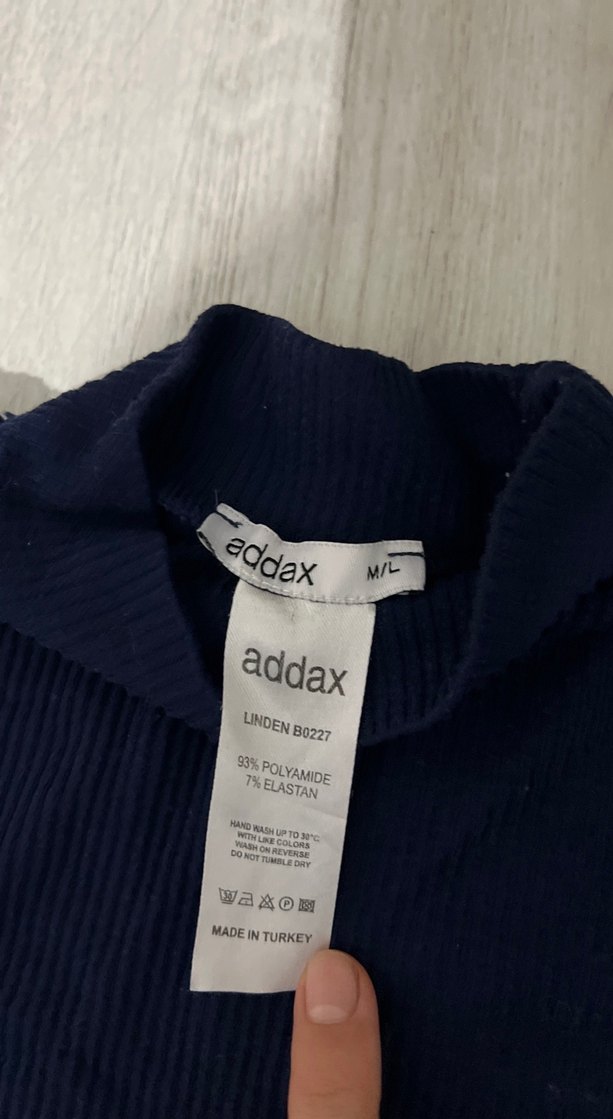 addax M/L
addax
LINDEN B0227
93% POLYAMIDE
7% ELASTAN
HAND WASH UP TO 30°C
WITH LIKE COLORS
WASH ON REVERSE
DO NOT TUMBLE DRY
30 P
MADE IN TURKEY